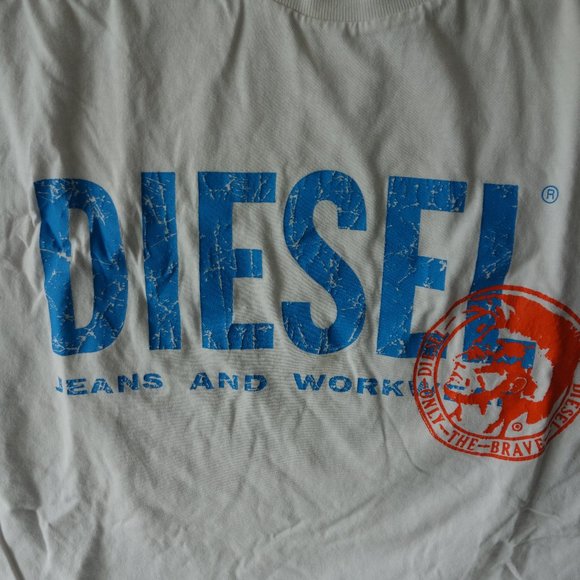 DIESEL ®
JEANS AND WORK
DIESEL
DIESEL
ONLY-THE-BRAVE
®